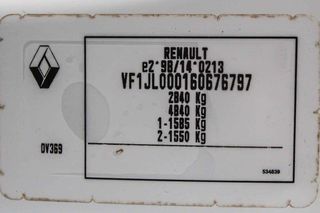 RENAULT
e2*98/14*0213
VF1JL000160676797
2840 Kg
4840 Kg
1-1585 Kg
2-1550 Kg
DV369
534839